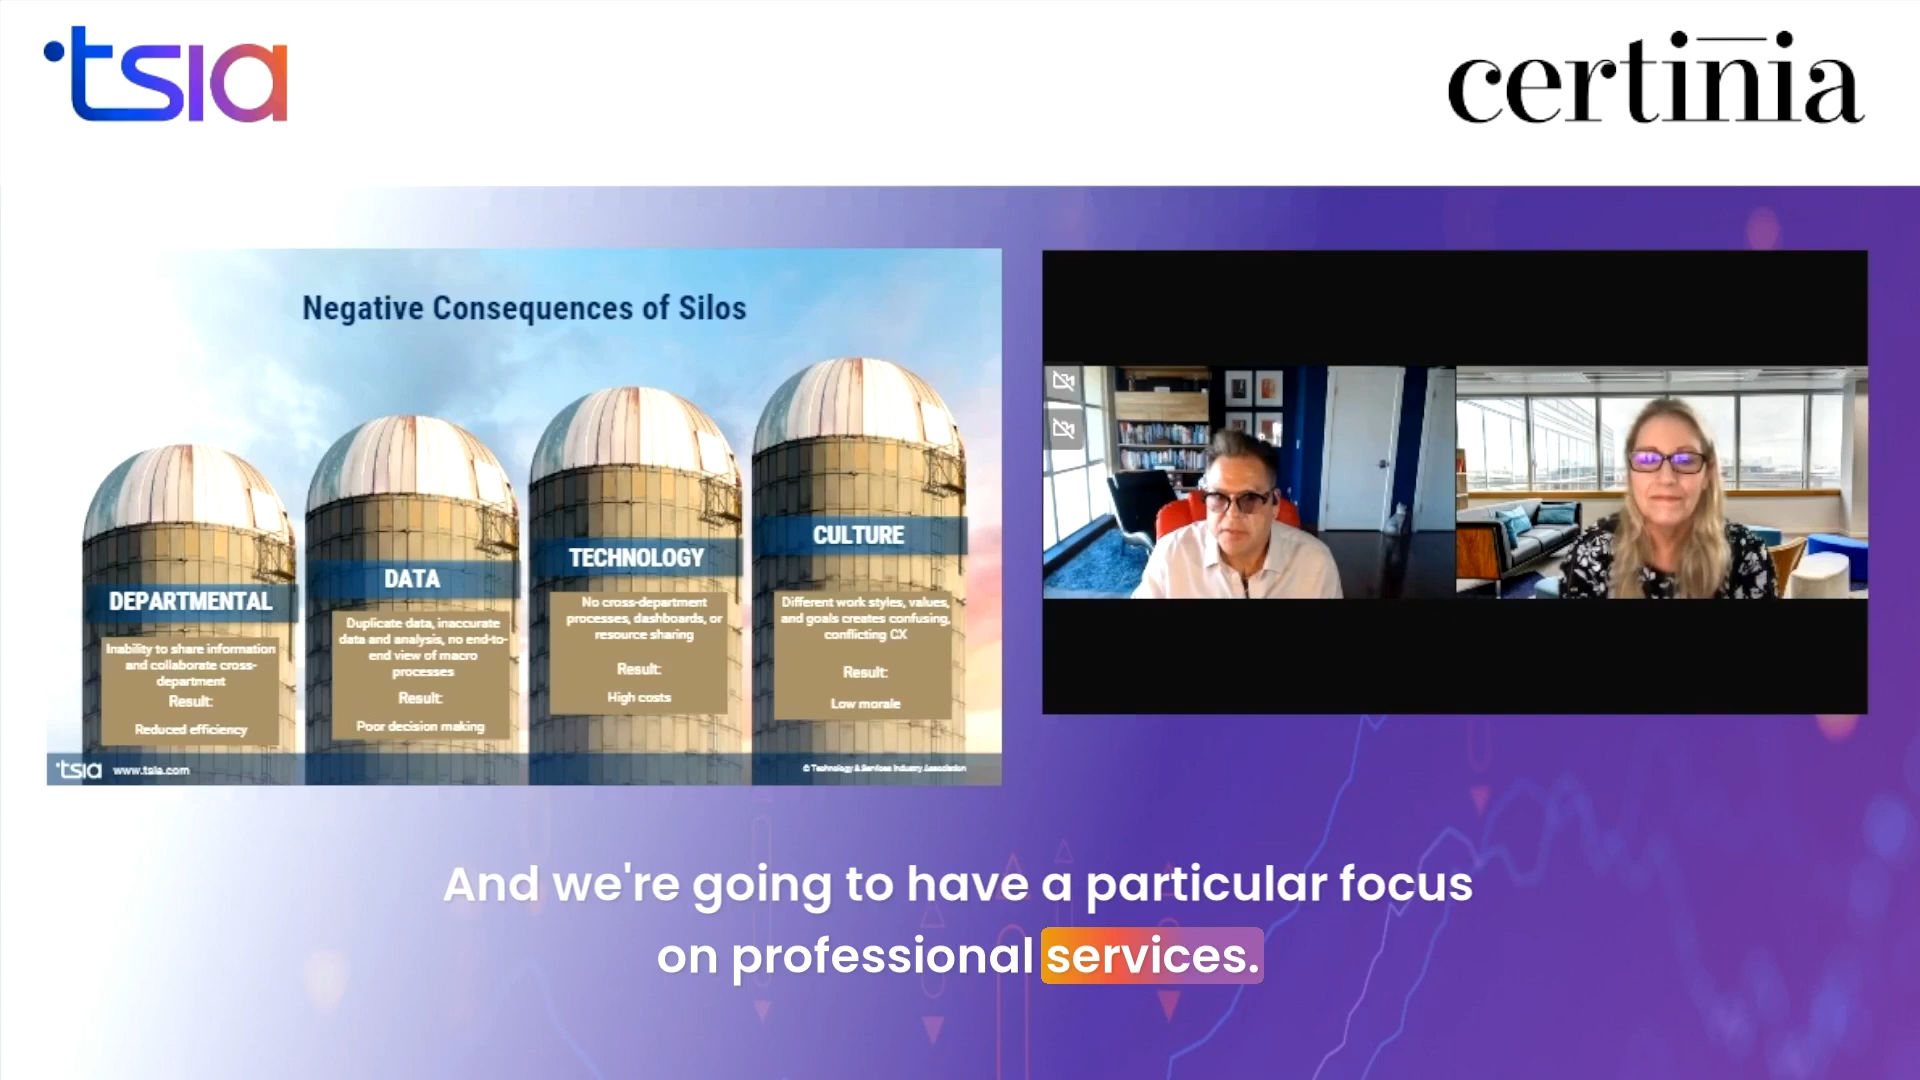 tsia
certinia
Negative Consequences of Silos
DEPARTMENTAL
Inability to share information
and collaborate cross-
department
Result:
Reduced efficiency
DATA
Duplicate data, inaccurate
data and analysis, no end-to-
end view of macro
processes
Result:
Poor decision making
TECHNOLOGY
No cross-department
processes, dashboards, or
resource sharing
Result:
High costs
CULTURE
Different work styles, values,
and goals creates confusing,
conflicting CX
Result:
Low morale
tsia www.tsia.com
© Technology & Services Industry Association
And we're going to have a particular focus
on professional services.